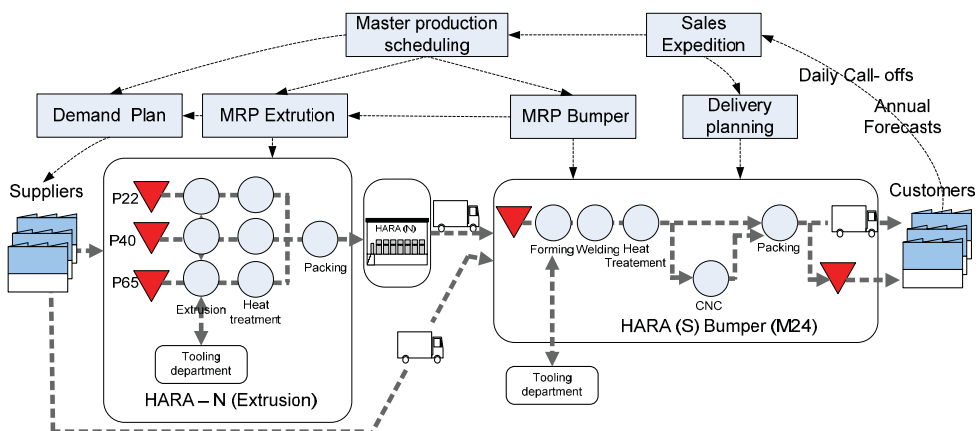 Master production
scheduling
Sales
Expedition
Daily Call- offs
Annual
Forecasts
Demand Plan
MRP Extrution
MRP Bumper
Delivery
planning
Suppliers
Customers
P22
P40
P65
Extrusion
Heat
treatment
Packing
Tooling
department
HARA – N (Extrusion)
HARA (N)
Forming
Welding
Heat
Treatement
CNC
Packing
HARA (S) Bumper (M24)
Tooling
department